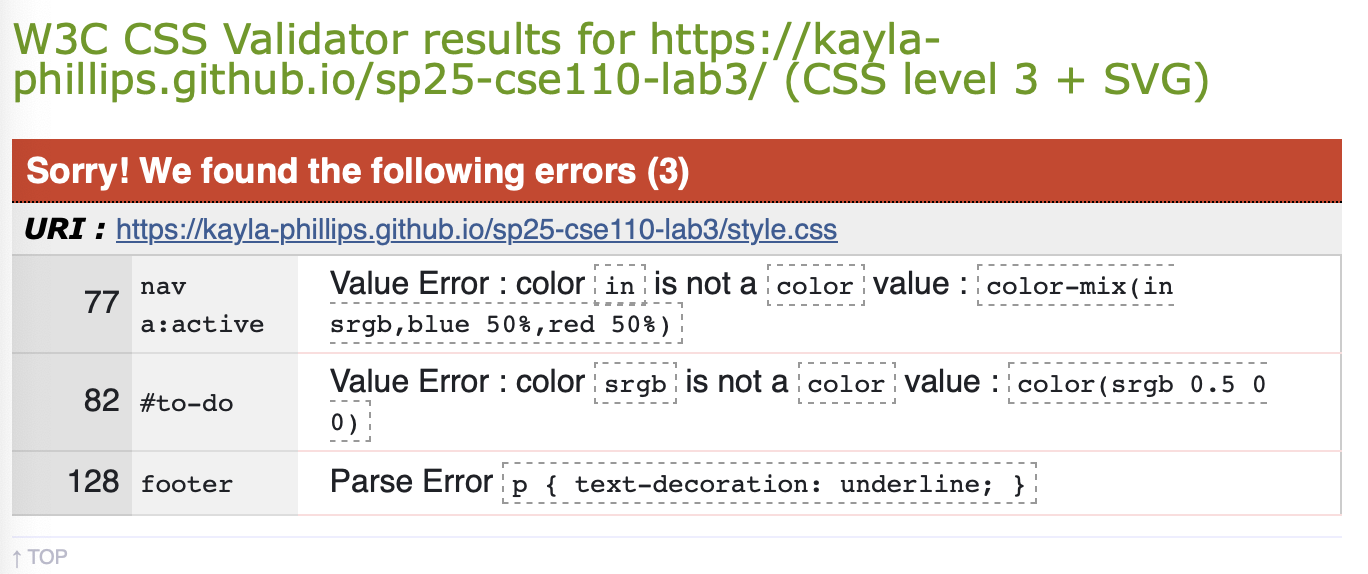 W3C CSS Validator results for https://kayla-
phillips.github.io/sp25-cse110-lab3/ (CSS level 3 + SVG)
Sorry! We found the following errors (3)
URI : https://kayla-phillips.github.io/sp25-cse110-lab3/style.css
77 nav a:active Value Error : color in is not a color value : color-mix(in
srgb,blue 50%,red 50%)
82 #to-do Value Error : color srgb is not a color value : color(srgb 0.5 0
0)
128 footer Parse Error p { text-decoration: underline; }
↑ TOP